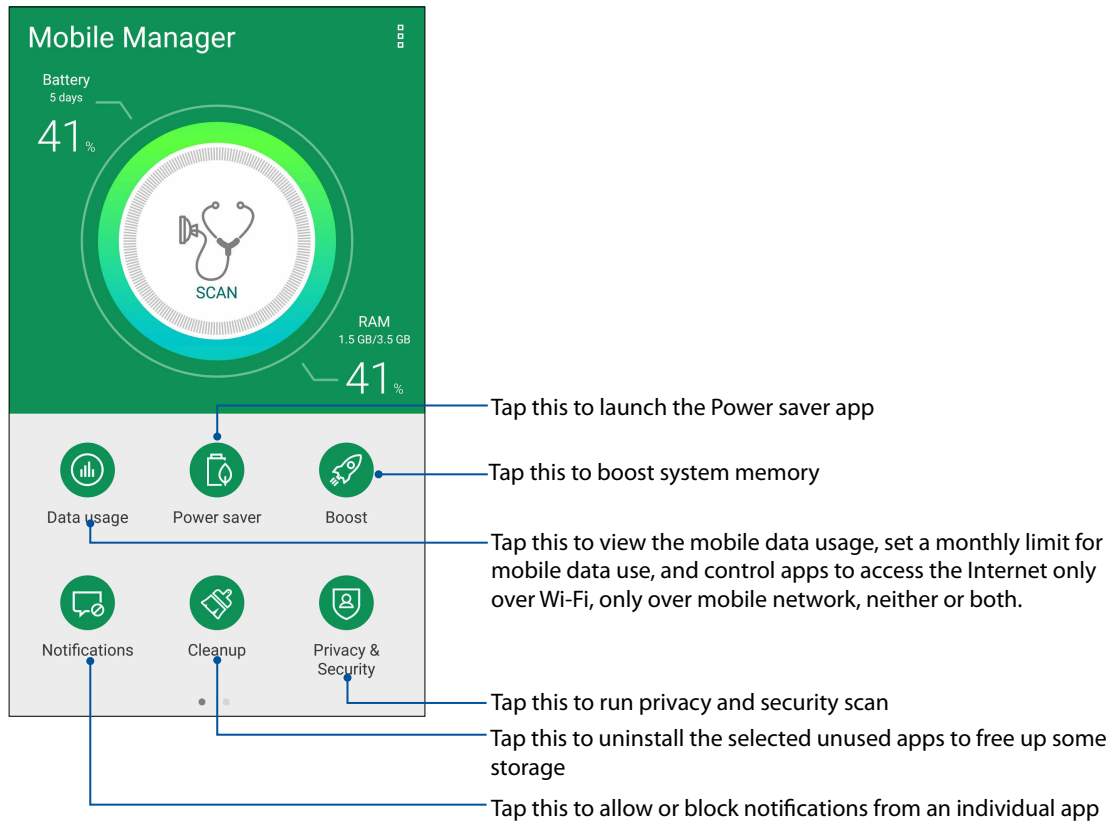 Mobile Manager
Battery
5 days
41%
SCAN
RAM
1.5 GB/3.5 GB
41%
Tap this to launch the Power saver app
Tap this to boost system memory
Data usage
Power saver
Boost
Tap this to view the mobile data usage, set a monthly limit for
mobile data use, and control apps to access the Internet only
over Wi-Fi, only over mobile network, neither or both.
Notifications
Cleanup
Privacy &
Security
Tap this to run privacy and security scan
Tap this to uninstall the selected unused apps to free up some
storage
Tap this to allow or block notifications from an individual app